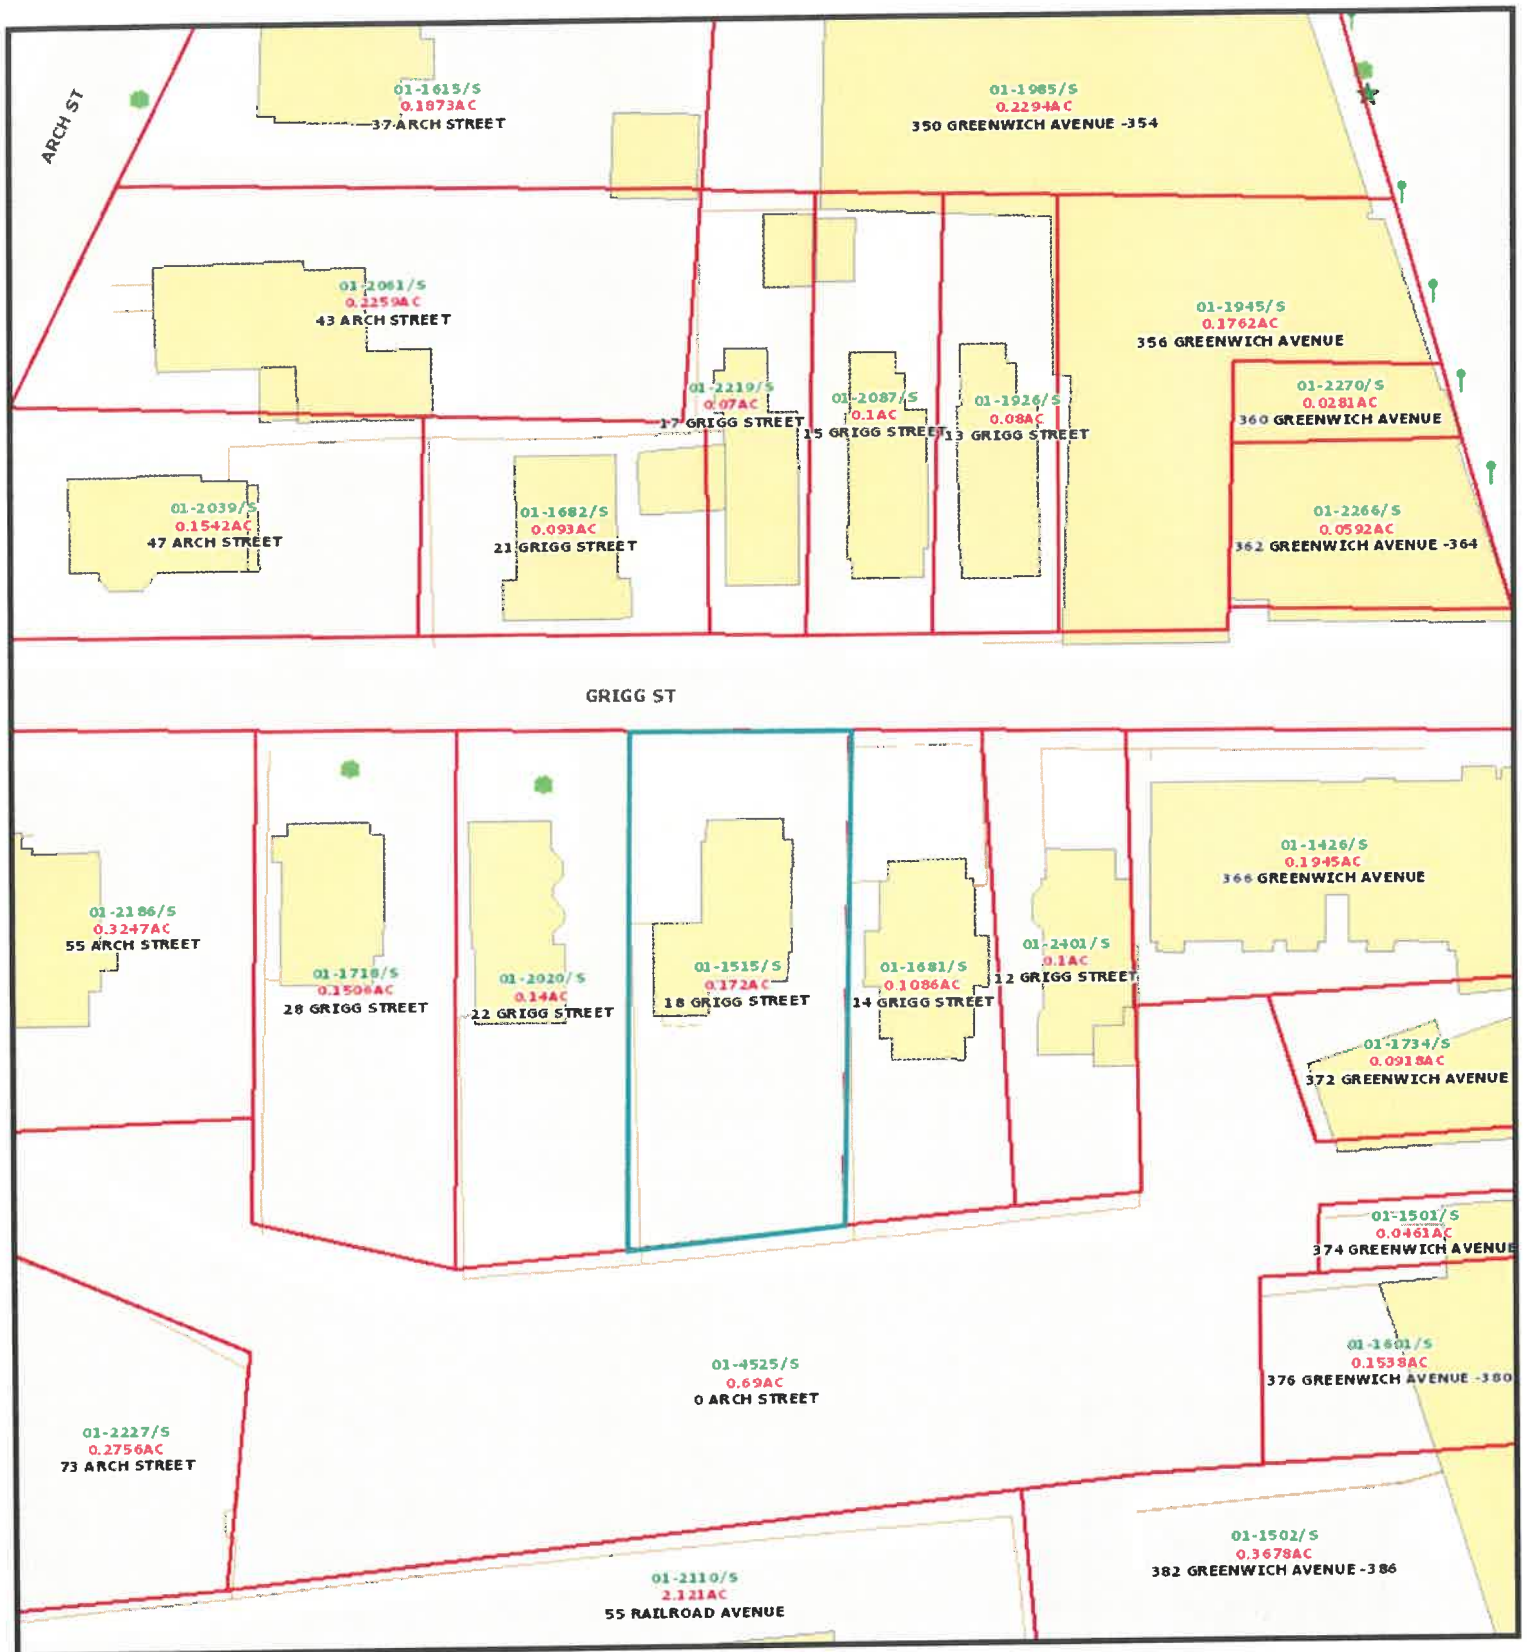 ARCH ST
01-1615/S
0.1873AC
37 ARCH STREET
01-1985/S
0.2294AC
350 GREENWICH AVENUE -354
01-2061/S
0.2259AC
43 ARCH STREET
01-1945/S
0.1762AC
356 GREENWICH AVENUE
01-2219/S
0.07AC
17 GRIGG STREET
01-2087/S
0.1AC
15 GRIGG STREET
01-1926/S
0.08AC
13 GRIGG STREET
01-2270/S
0.0281AC
360 GREENWICH AVENUE
01-2039/S
0.1542AC
47 ARCH STREET
01-1682/S
0.093AC
21 GRIGG STREET
01-2266/S
0.0592AC
362 GREENWICH AVENUE -364
GRIGG ST
01-1426/S
0.1945AC
366 GREENWICH AVENUE
01-2186/S
0.3247AC
55 ARCH STREET
01-1718/S
0.1506AC
28 GRIGG STREET
01-2020/S
0.14AC
22 GRIGG STREET
01-1515/S
0.172AC
18 GRIGG STREET
01-1681/S
0.1086AC
14 GRIGG STREET
01-2401/S
0.1AC
12 GRIGG STREET
01-1734/S
0.0918AC
372 GREENWICH AVENUE
01-1501/S
0.0461AC
374 GREENWICH AVENUE
01-1601/S
0.1538AC
376 GREENWICH AVENUE -380
01-4525/S
0.69AC
0 ARCH STREET
01-2227/S
0.2756AC
73 ARCH STREET
01-1502/S
0.3678AC
382 GREENWICH AVENUE -386
01-2110/S
2.121AC
55 RAILROAD AVENUE